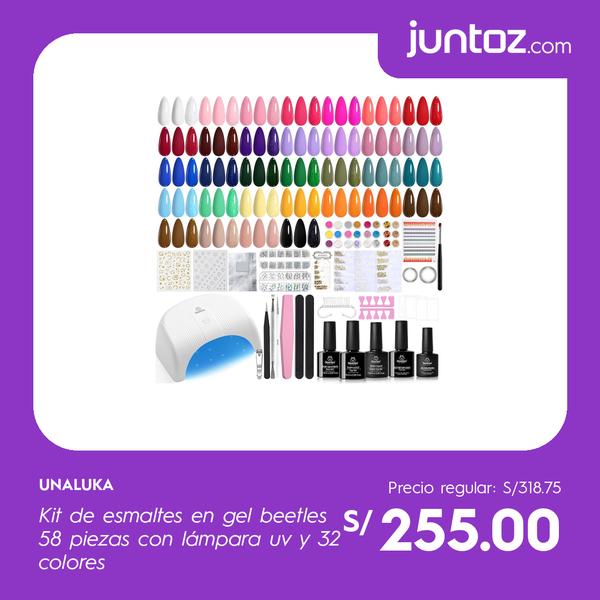 juntoz.com
UNALUKA
Kit de esmaltes en gel beetles
58 piezas con lámpara uv y 32
colores
Precio regular: S/318.75
S/ 255.00